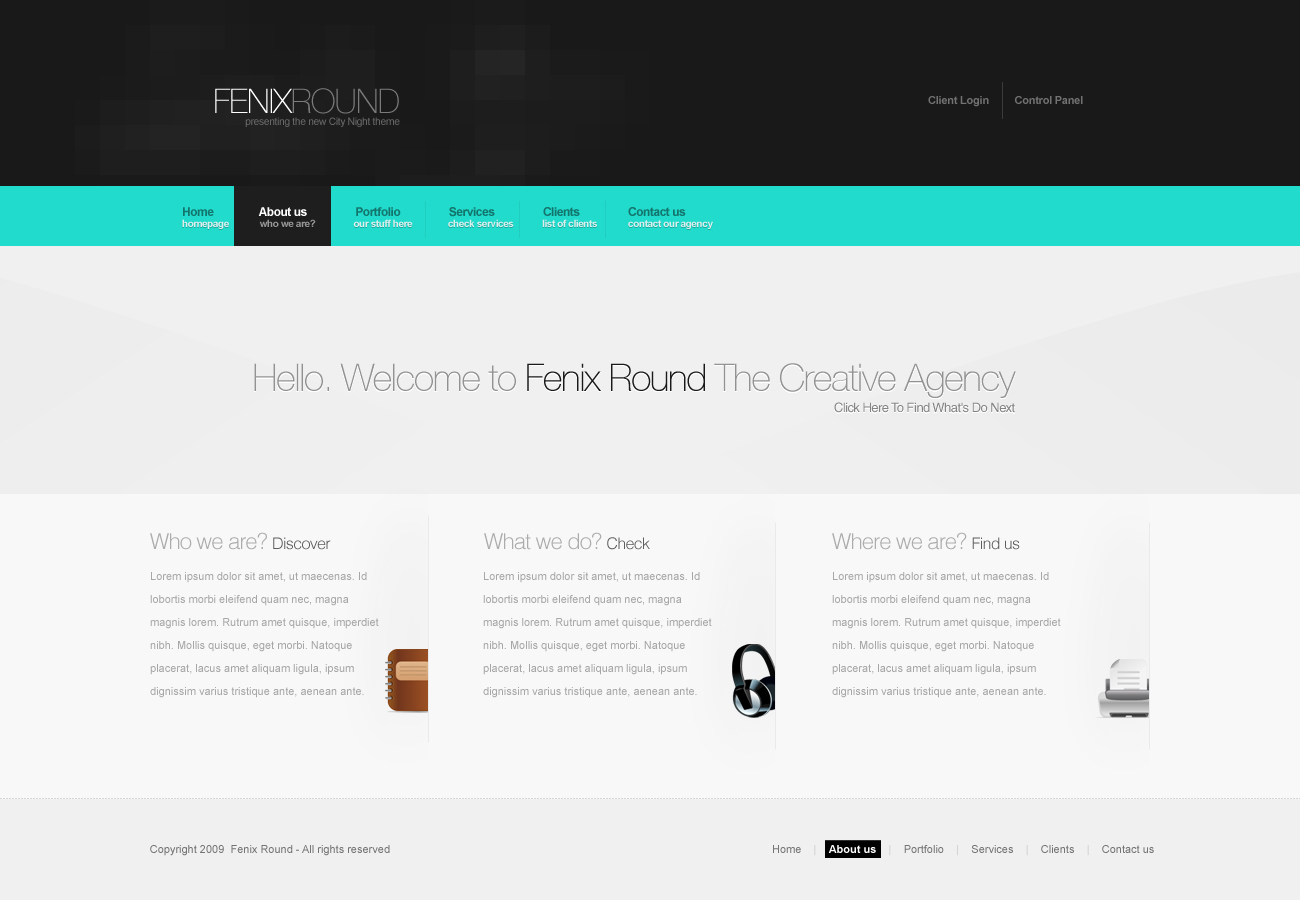 FENIXROUND
presenting the new City Night theme
Client Login
Control Panel
Home
homepage
About us
who we are?
Portfolio
our stuff here
Services
check services
Clients
list of clients
Contact us
contact our agency
Hello. Welcome to Fenix Round The Creative Agency
Click Here To Find What's Do Next
Who we are? Discover
Lorem ipsum dolor sit amet, ut maecenas. Id
lobortis morbi eleifend quam nec, magna
magnis lorem. Rutrum amet quisque, imperdiet
nibh. Mollis quisque, eget morbi. Natoque
placerat, lacus amet aliquam ligula, ipsum
dignissim varius tristique ante, aenean ante.
What we do? Check
Lorem ipsum dolor sit amet, ut maecenas. Id
lobortis morbi eleifend quam nec, magna
magnis lorem. Rutrum amet quisque, imperdiet
nibh. Mollis quisque, eget morbi. Natoque
placerat, lacus amet aliquam ligula, ipsum
dignissim varius tristique ante, aenean ante.
Where we are? Find us
Lorem ipsum dolor sit amet, ut maecenas. Id
lobortis morbi eleifend quam nec, magna
magnis lorem. Rutrum amet quisque, imperdiet
nibh. Mollis quisque, eget morbi. Natoque
placerat, lacus amet aliquam ligula, ipsum
dignissim varius tristique ante, aenean ante.
Copyright 2009 Fenix Round - All rights reserved
Home | About us | Portfolio | Services | Clients | Contact us